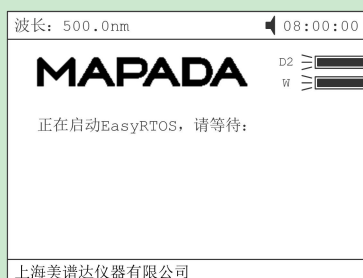 波长: 500.0nm 08:00:00
MAPADA
D2
W
正在启动EasyRTOS, 请等待:
上海美谱达仪器有限公司